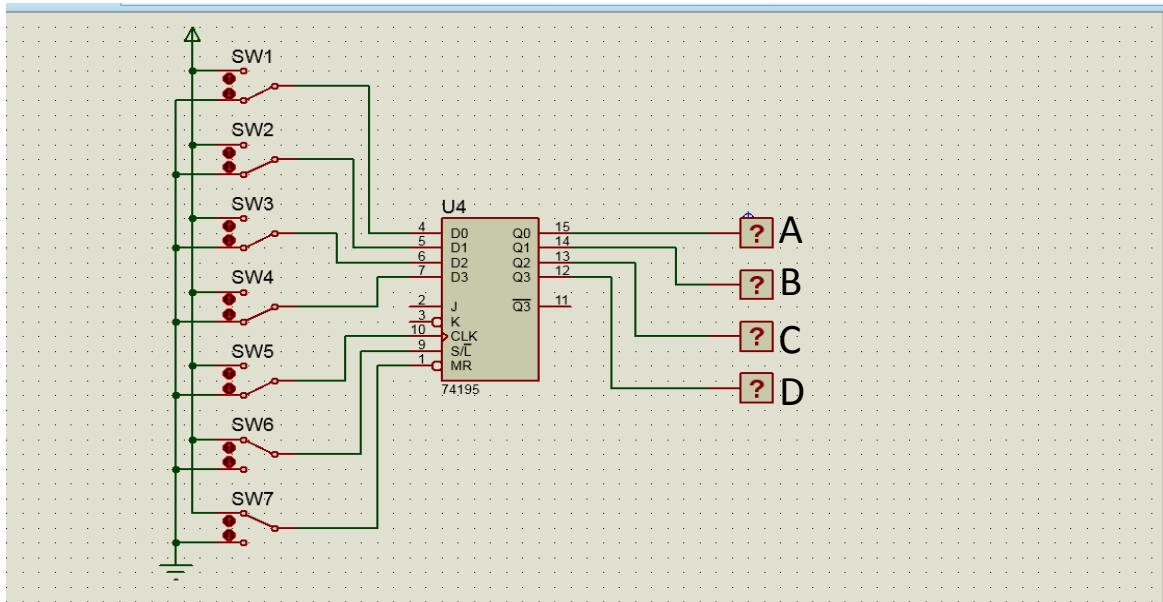 SW1
SW2
SW3
SW4
SW5
SW6
SW7
U4
4 D0 Q0 15
5 D1 Q1 14
6 D2 Q2 13
7 D3 Q3 12
2 J Q3 11
3 K
10 CLK
9 S/L
1 MR
74195
? A
? B
? C
? D